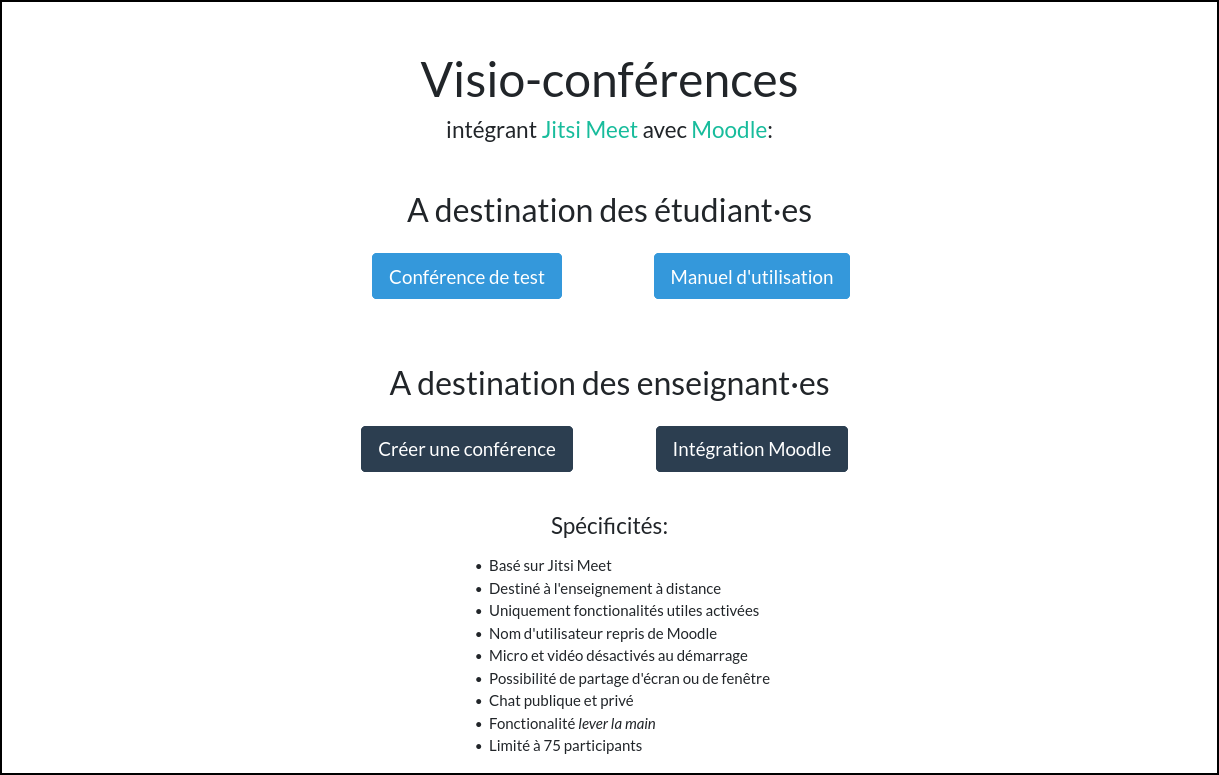 Visio-conférences
intégrant Jitsi Meet avec Moodle:
A destination des étudiant·es
Conférence de test
Manuel d'utilisation
A destination des enseignant·es
Créer une conférence
Intégration Moodle
Spécificités:
• Basé sur Jitsi Meet
• Destiné à l'enseignement à distance
• Uniquement fonctionalités utiles activées
• Nom d'utilisateur repris de Moodle
• Micro et vidéo désactivés au démarrage
• Possibilité de partage d'écran ou de fenêtre
• Chat publique et privé
• Fonctionalité lever la main
• Limité à 75 participants